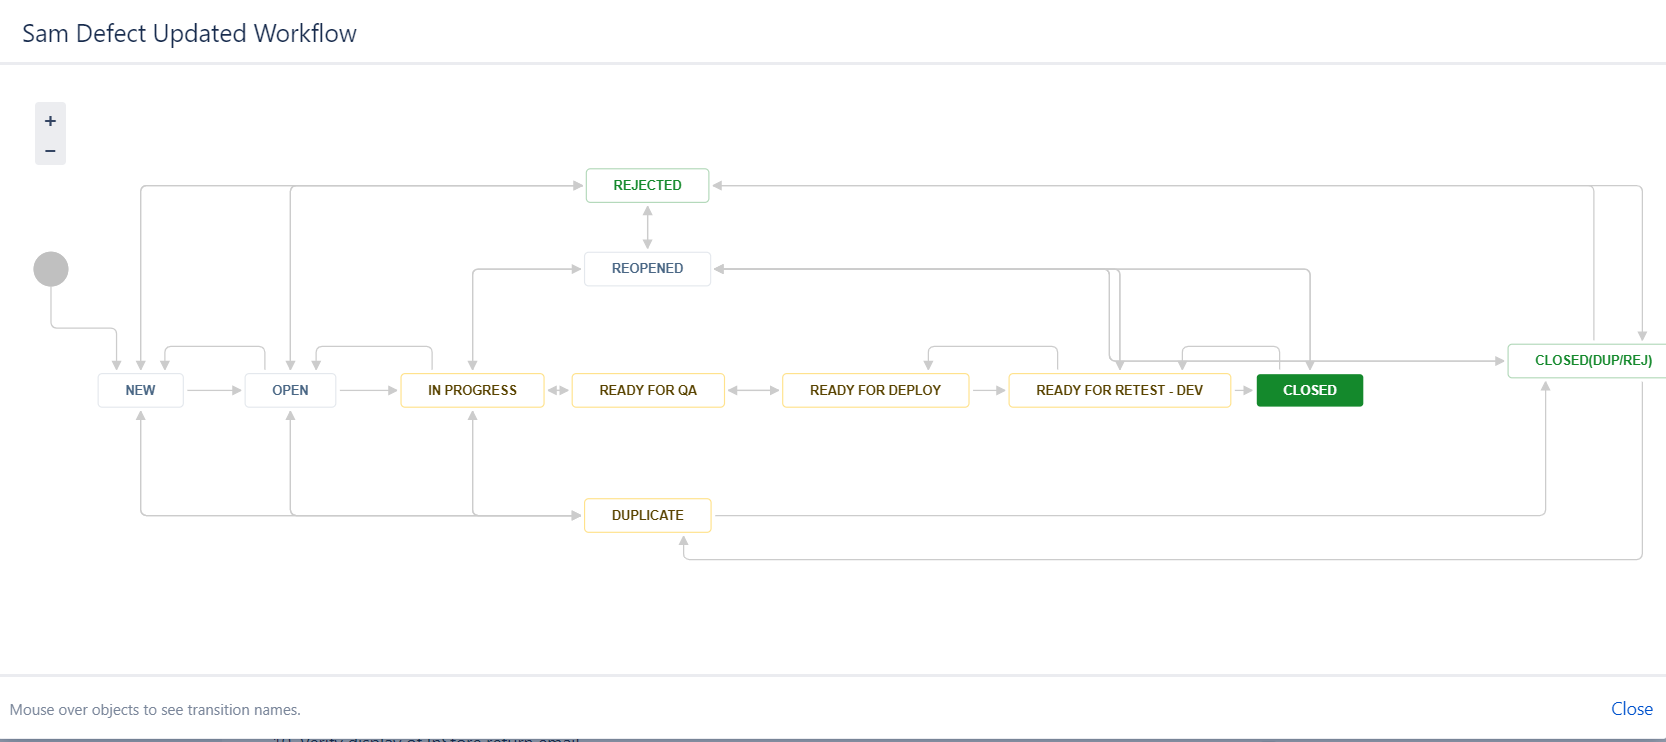 Sam Defect Updated Workflow
+
−
REJECTED
REOPENED
CLOSED(DUP/REJ)
NEW
OPEN
IN PROGRESS
READY FOR QA
READY FOR DEPLOY
READY FOR RETEST - DEV
CLOSED
DUPLICATE
Mouse over objects to see transition names.
Close